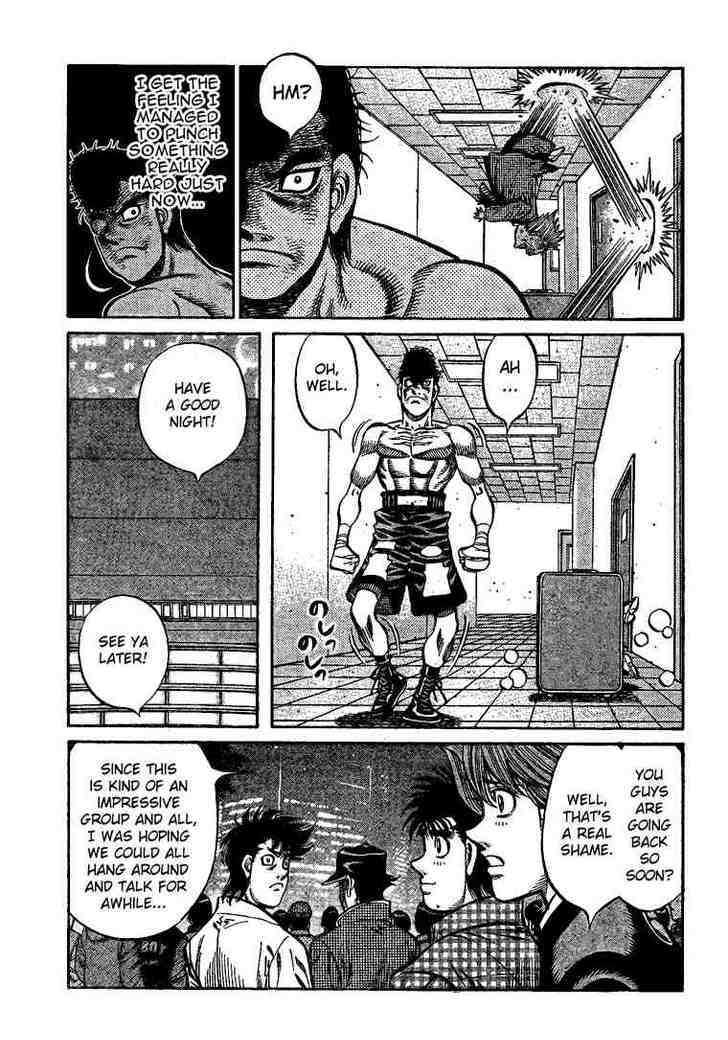 HM?
I GET THE
FEELING I
MANAGED
TO PUNCH
SOMETHING
REALLY
HARD JUST
NOW...
AH
...
OH,
WELL.
のしっ
のしっ
HAVE
A GOOD
NIGHT!
SEE YA
LATER!
YOU
GUYS
ARE
GOING
BACK
SO
SOON?
WELL,
THAT'S
A REAL
SHAME.
SINCE THIS
IS KIND OF AN
IMPRESSIVE
GROUP AND ALL,
I WAS HOPING
WE COULD ALL
HANG AROUND
AND TALK FOR
AWHILE...